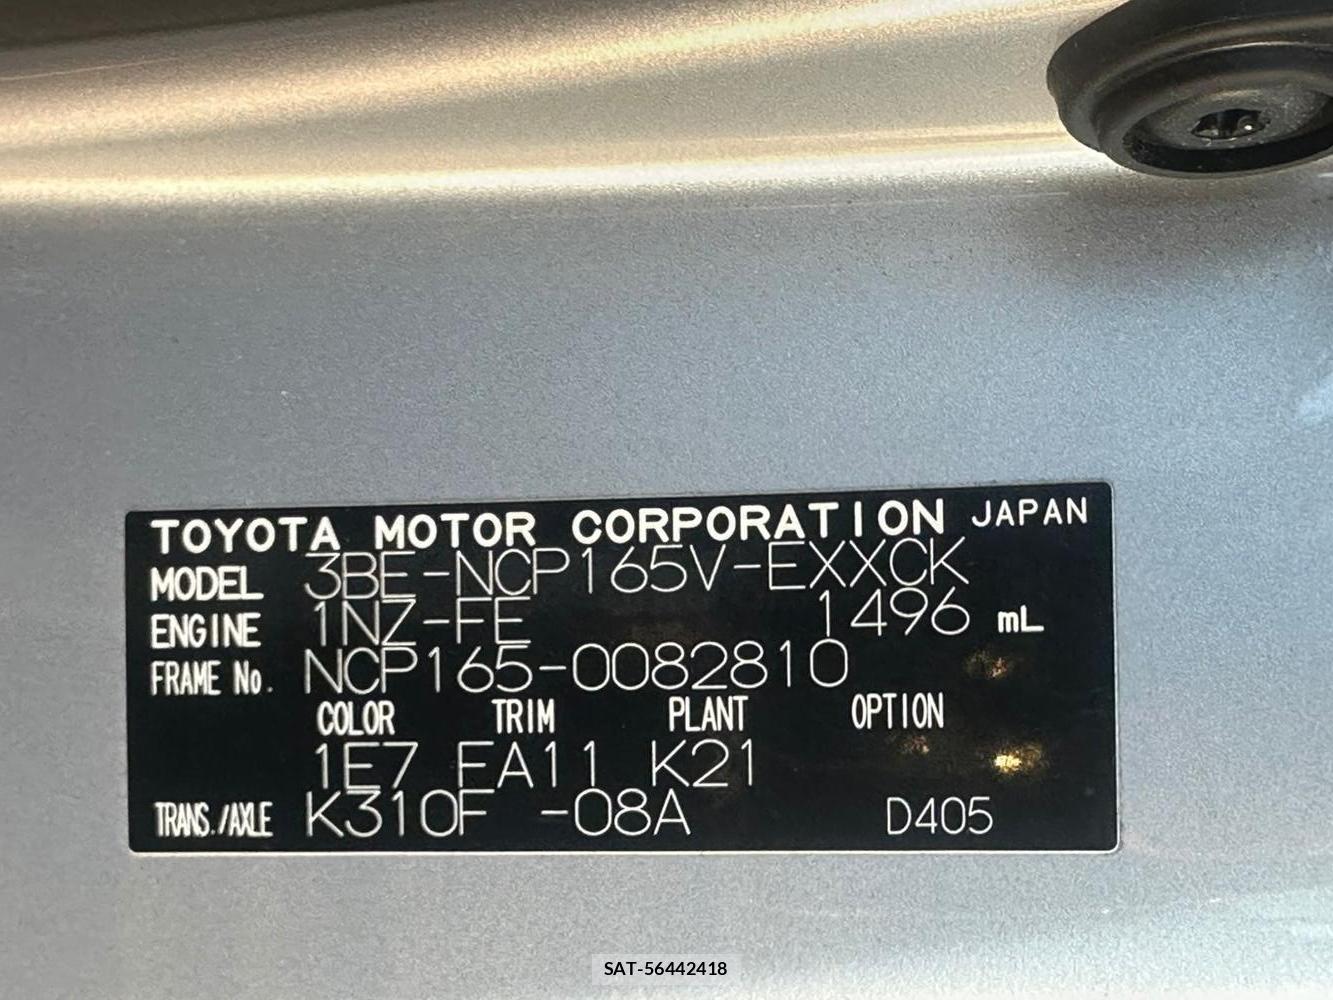 TOYOTA MOTOR CORPORATION JAPAN
MODEL 3BE-NCP165V-EXXCK
ENGINE 1NZ-FE 1496 mL
FRAME No. NCP165-0082810
COLOR TRIM PLANT OPTION
1E7 FA11 K21
TRANS./AXLE K310F -08A D405
SAT-56442418